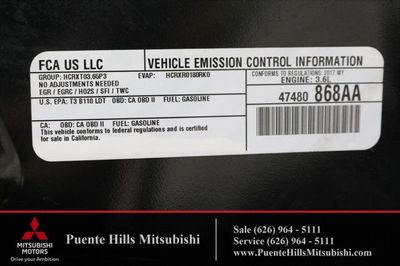 FCA US LLC
VEHICLE EMISSION CONTROL INFORMATION
GROUP: HCRXT03.66P3 EVAP: HCRXR0180RK0
NO ADJUSTMENTS NEEDED
EGR / EGRC / HO2S / SFI / TWC
CONFORMS TO REGULATIONS: 2017 MY
ENGINE: 3.6L
U.S. EPA: T3 B110 LDT OBD: CA OBD II FUEL: GASOLINE
47480 868AA
CA OBD: CA OBD II FUEL: GASOLINE
This vehicle conforms to federal regulations and is certified for
sale in California.
MITSUBISHI
MOTORS
Drive your Ambition
Puente Hills Mitsubishi
Sale (626) 964 - 5111
Service (626) 964 - 5111
www.puentehillsmitsubishi.com